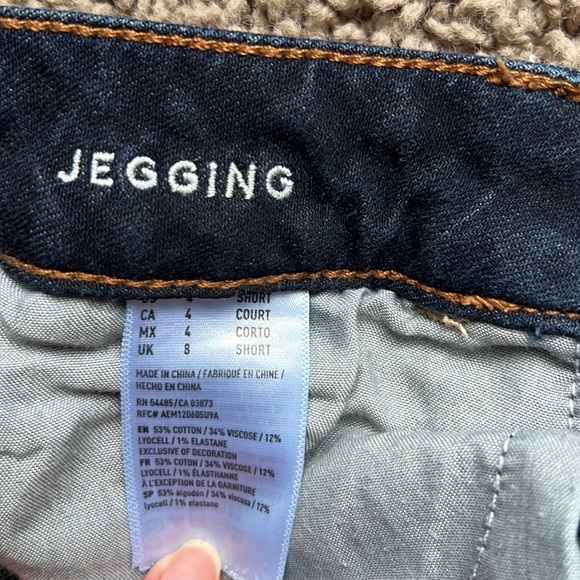 JEGGING
US 4 SHORT
CA 4 COURT
MX 4 CORTO
UK 8 SHORT
MADE IN CHINA / FABRIQUÉ EN CHINE /
HECHO EN CHINA
RN 54485/CA 03873
RFC# AEM120605U9A
EN 53% COTTON / 34% VISCOSE / 12%
LYOCELL / 1% ELASTANE
EXCLUSIVE OF DECORATION
FR 53% COTON / 34% VISCOSE / 12%
LYOCELL / 1% ÉLASTHANNE
À L'EXCEPTION DE LA GARNITURE
SP 53% algodón / 34% viscosa / 12%
lyocell / 1% elastano